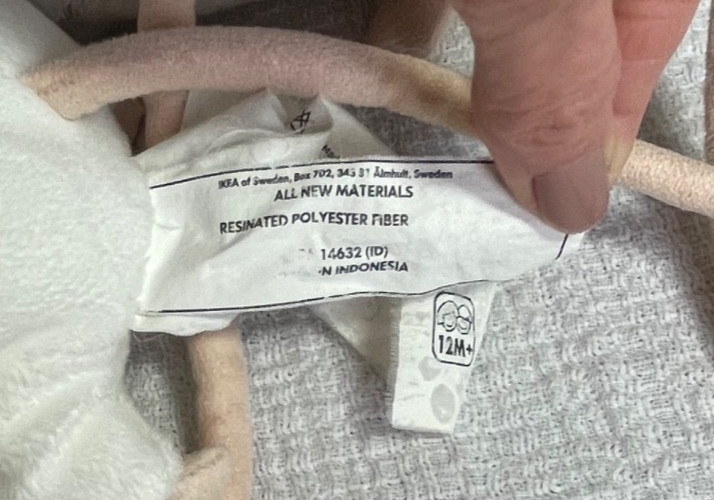 IKEA of Sweden, Box 702, 343 81 Älmhult, Sweden
ALL NEW MATERIALS
RESINATED POLYESTER FIBER
14632 (ID)
IN INDONESIA
12M+